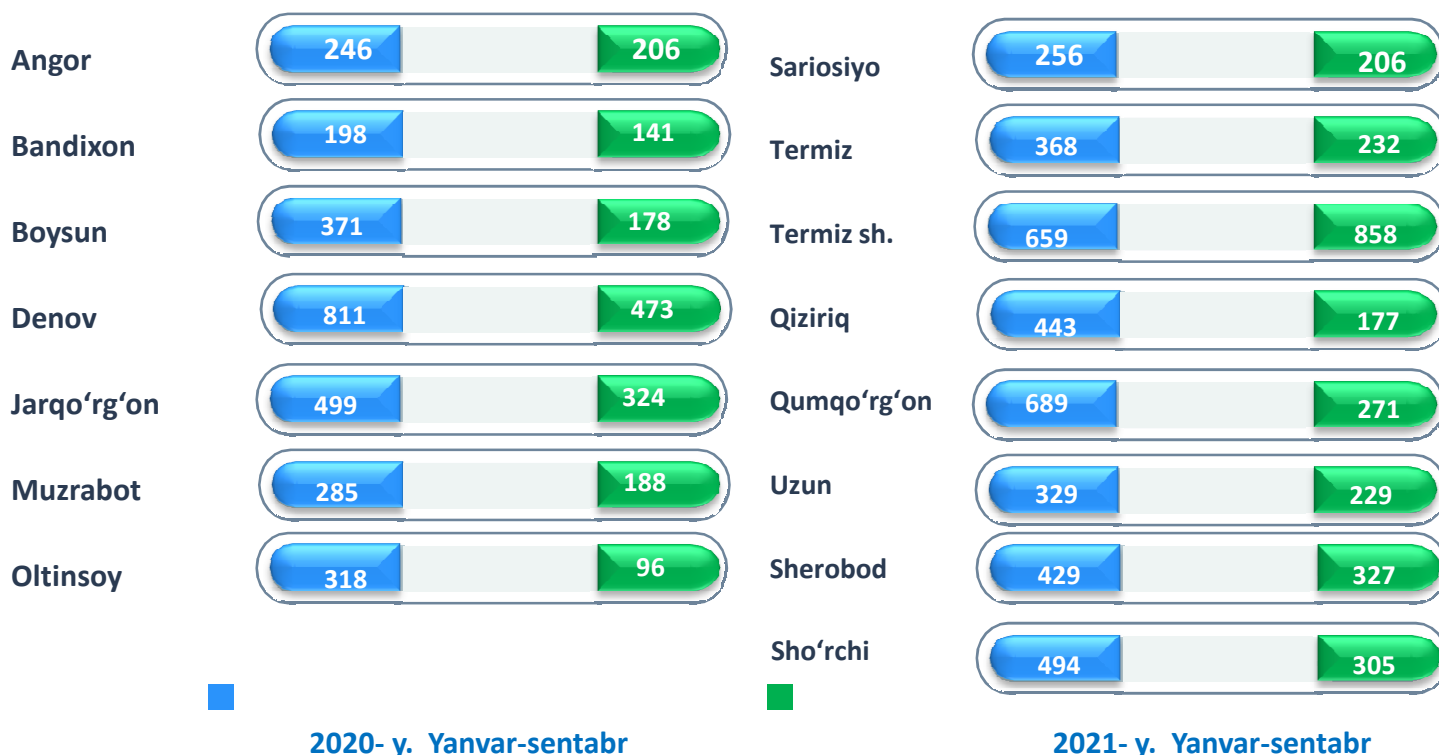 Angor 246 206
Bandixon 198 141
Boysun 371 178
Denov 811 473
Jarqo‘rg‘on 499 324
Muzrabot 285 188
Oltinsoy 318 96
Sariosiyo 256 206
Termiz 368 232
Termiz sh. 659 858
Qiziriq 443 177
Qumqo‘rg‘on 689 271
Uzun 329 229
Sherobod 429 327
Sho‘rchi 494 305
2020- y. Yanvar-sentabr
2021- y. Yanvar-sentabr